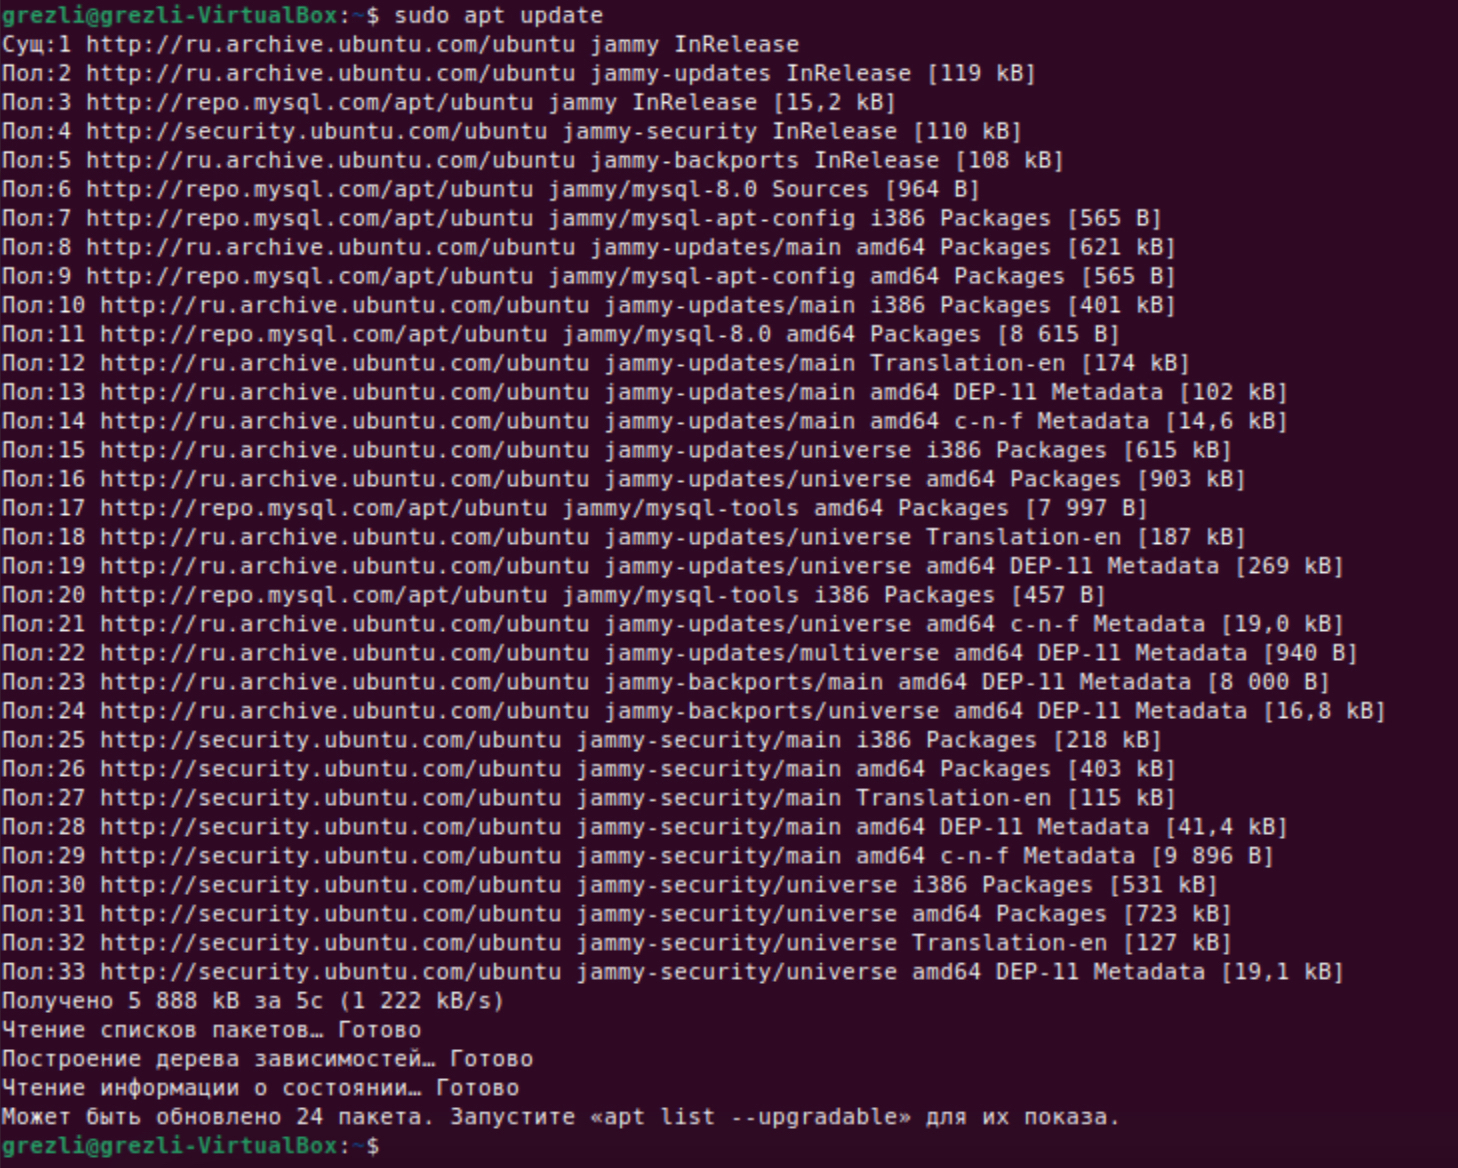 grezli@grezli-VirtualBox:~$ sudo apt update
Сущ:1 http://ru.archive.ubuntu.com/ubuntu jammy InRelease
Пол:2 http://ru.archive.ubuntu.com/ubuntu jammy-updates InRelease [119 kB]
Пол:3 http://repo.mysql.com/apt/ubuntu jammy InRelease [15,2 kB]
Пол:4 http://security.ubuntu.com/ubuntu jammy-security InRelease [110 kB]
Пол:5 http://ru.archive.ubuntu.com/ubuntu jammy-backports InRelease [108 kB]
Пол:6 http://repo.mysql.com/apt/ubuntu jammy/mysql-8.0 Sources [964 B]
Пол:7 http://repo.mysql.com/apt/ubuntu jammy/mysql-apt-config i386 Packages [565 B]
Пол:8 http://ru.archive.ubuntu.com/ubuntu jammy-updates/main amd64 Packages [621 kB]
Пол:9 http://repo.mysql.com/apt/ubuntu jammy/mysql-apt-config amd64 Packages [565 B]
Пол:10 http://ru.archive.ubuntu.com/ubuntu jammy-updates/main i386 Packages [401 kB]
Пол:11 http://repo.mysql.com/apt/ubuntu jammy/mysql-8.0 amd64 Packages [8 615 B]
Пол:12 http://ru.archive.ubuntu.com/ubuntu jammy-updates/main Translation-en [174 kB]
Пол:13 http://ru.archive.ubuntu.com/ubuntu jammy-updates/main amd64 DEP-11 Metadata [102 kB]
Пол:14 http://ru.archive.ubuntu.com/ubuntu jammy-updates/main amd64 c-n-f Metadata [14,6 kB]
Пол:15 http://ru.archive.ubuntu.com/ubuntu jammy-updates/universe i386 Packages [615 kB]
Пол:16 http://ru.archive.ubuntu.com/ubuntu jammy-updates/universe amd64 Packages [903 kB]
Пол:17 http://repo.mysql.com/apt/ubuntu jammy/mysql-tools amd64 Packages [7 997 B]
Пол:18 http://ru.archive.ubuntu.com/ubuntu jammy-updates/universe Translation-en [187 kB]
Пол:19 http://ru.archive.ubuntu.com/ubuntu jammy-updates/universe amd64 DEP-11 Metadata [269 kB]
Пол:20 http://repo.mysql.com/apt/ubuntu jammy/mysql-tools i386 Packages [457 B]
Пол:21 http://ru.archive.ubuntu.com/ubuntu jammy-updates/universe amd64 c-n-f Metadata [19,0 kB]
Пол:22 http://ru.archive.ubuntu.com/ubuntu jammy-updates/multiverse amd64 DEP-11 Metadata [940 B]
Пол:23 http://ru.archive.ubuntu.com/ubuntu jammy-backports/main amd64 DEP-11 Metadata [8 000 B]
Пол:24 http://ru.archive.ubuntu.com/ubuntu jammy-backports/universe amd64 DEP-11 Metadata [16,8 kB]
Пол:25 http://security.ubuntu.com/ubuntu jammy-security/main i386 Packages [218 kB]
Пол:26 http://security.ubuntu.com/ubuntu jammy-security/main amd64 Packages [403 kB]
Пол:27 http://security.ubuntu.com/ubuntu jammy-security/main Translation-en [115 kB]
Пол:28 http://security.ubuntu.com/ubuntu jammy-security/main amd64 DEP-11 Metadata [41,4 kB]
Пол:29 http://security.ubuntu.com/ubuntu jammy-security/main amd64 c-n-f Metadata [9 896 B]
Пол:30 http://security.ubuntu.com/ubuntu jammy-security/universe i386 Packages [531 kB]
Пол:31 http://security.ubuntu.com/ubuntu jammy-security/universe amd64 Packages [723 kB]
Пол:32 http://security.ubuntu.com/ubuntu jammy-security/universe Translation-en [127 kB]
Пол:33 http://security.ubuntu.com/ubuntu jammy-security/universe amd64 DEP-11 Metadata [19,1 kB]
Получено 5 888 kB за 5с (1 222 kB/s)
Чтение списков пакетов… Готово
Построение дерева зависимостей… Готово
Чтение информации о состоянии… Готово
Может быть обновлено 24 пакета. Запустите «apt list --upgradable» для их показа.
grezli@grezli-VirtualBox:~$